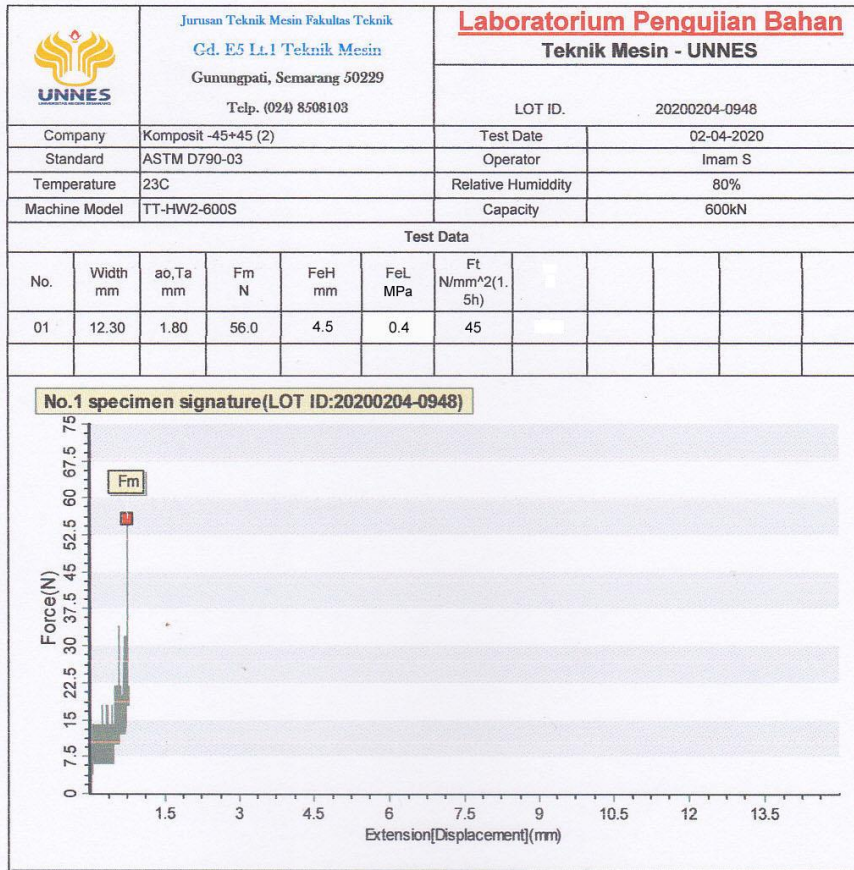 UNNES
UNIVERSITAS NEGERI SEMARANG
Jurusan Teknik Mesin Fakultas Teknik
Gd. E5 Lt.1 Teknik Mesin
Gunungpati, Semarang 50229
Telp. (024) 8508103
Laboratorium Pengujian Bahan
Teknik Mesin - UNNES
LOT ID. 20200204-0948
Company Komposit -45+45 (2) Test Date 02-04-2020
Standard ASTM D790-03 Operator Imam S
Temperature 23C Relative Humiddity 80%
Machine Model TT-HW2-600S Capacity 600kN
Test Data
No. Width mm ao,Ta mm Fm N FeH mm FeL MPa Ft N/mm^2(1.5h)
01 12.30 1.80 56.0 4.5 0.4 45
No.1 specimen signature(LOT ID:20200204-0948)
Fm
75
67.5
60
52.5
45
37.5
30
22.5
15
7.5
0
Force(N)
1.5 3 4.5 6 7.5 9 10.5 12 13.5
Extension[Displacement](mm)